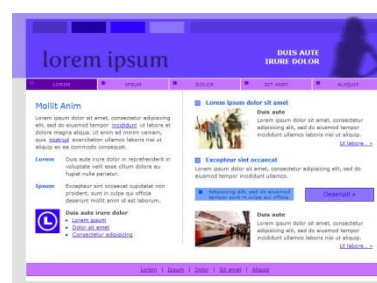 lorem ipsum
DUIS AUTE
IRURE DOLOR
LOREM
IPSUM
DOLOR
SIT AMET
ALIQUIP
Mollit Anim
Lorem ipsum dolor sit amet, consectetur adipisicing
elit, sed do eiusmod tempor incididunt ut labore et
dolore magna aliqua. Ut enim ad minim veniam,
quis nostrud exercitation ullamco laboris nisi ut
aliquip ex ea commodo consequat.
Lorem
Duis aute irure dolor in reprehenderit in
voluptate velit esse cillum dolore eu
fugiat nulla pariatur.
Ipsum
Excepteur sint occaecat cupidatat non
proident, sunt in culpa qui officia
deserunt mollit anim id est laborum.
L
Duis aute irure dolor
Lorem ipsum
Dolor sit amet
Consectetur adipisicing
Lorem ipsum dolor sit amet
Duis aute
Lorem ipsum dolor sit amet, consectetur
adipisicing elit, sed do eiusmod tempor
incididunt ullamco laboris nisi ut aliquip.
Ut labore... »
Excepteur sint occaecat
Lorem ipsum dolor sit amet, consectetur adipisicing elit,
sed do eiusmod tempor incididunt ullamco.
Adipisicing elit, sed do eiusmod
tempor sunt in culpa qui officia
Deserunt »
Duis aute
Lorem ipsum dolor sit amet, consectetur
adipisicing elit, sed do eiusmod tempor
incididunt ullamco laboris nisi ut aliquip.
Ut labore... »
Lorem | Ipsum | Dolor | Sit amet | Aliquip